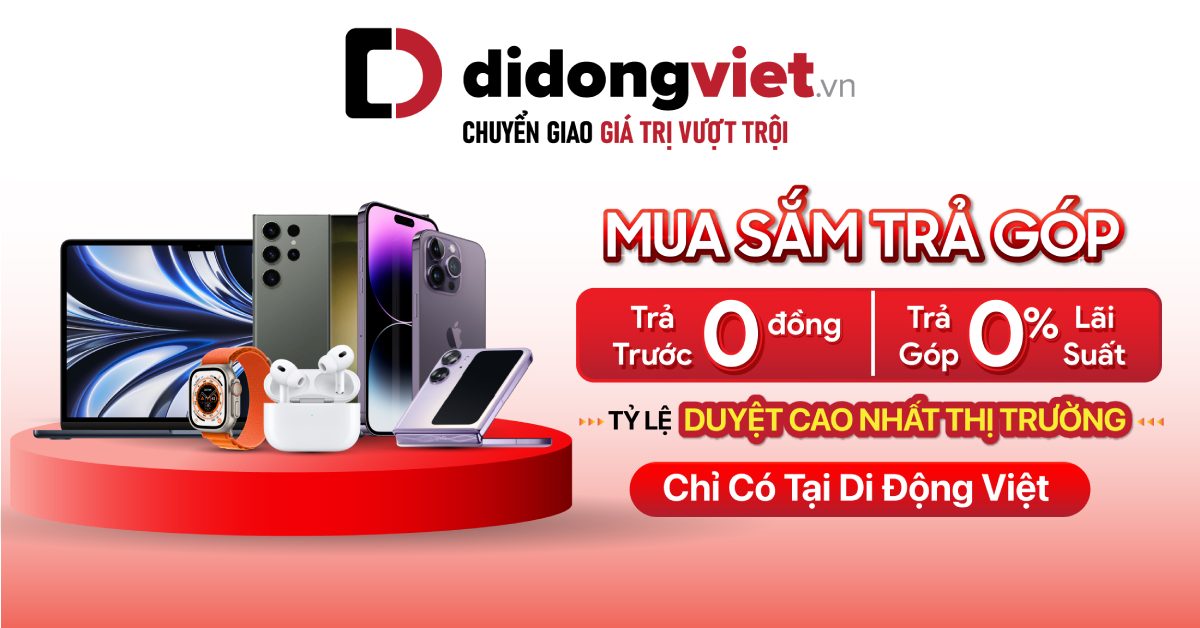 didongviet.vn
CHUYỂN GIAO GIÁ TRỊ VƯỢT TRỘI
MUA SẮM TRẢ GÓP
Trả Trước 0 đồng
Trả Góp 0% Lãi Suất
TỶ LỆ DUYỆT CAO NHẤT THỊ TRƯỜNG
Chỉ Có Tại Di Động Việt